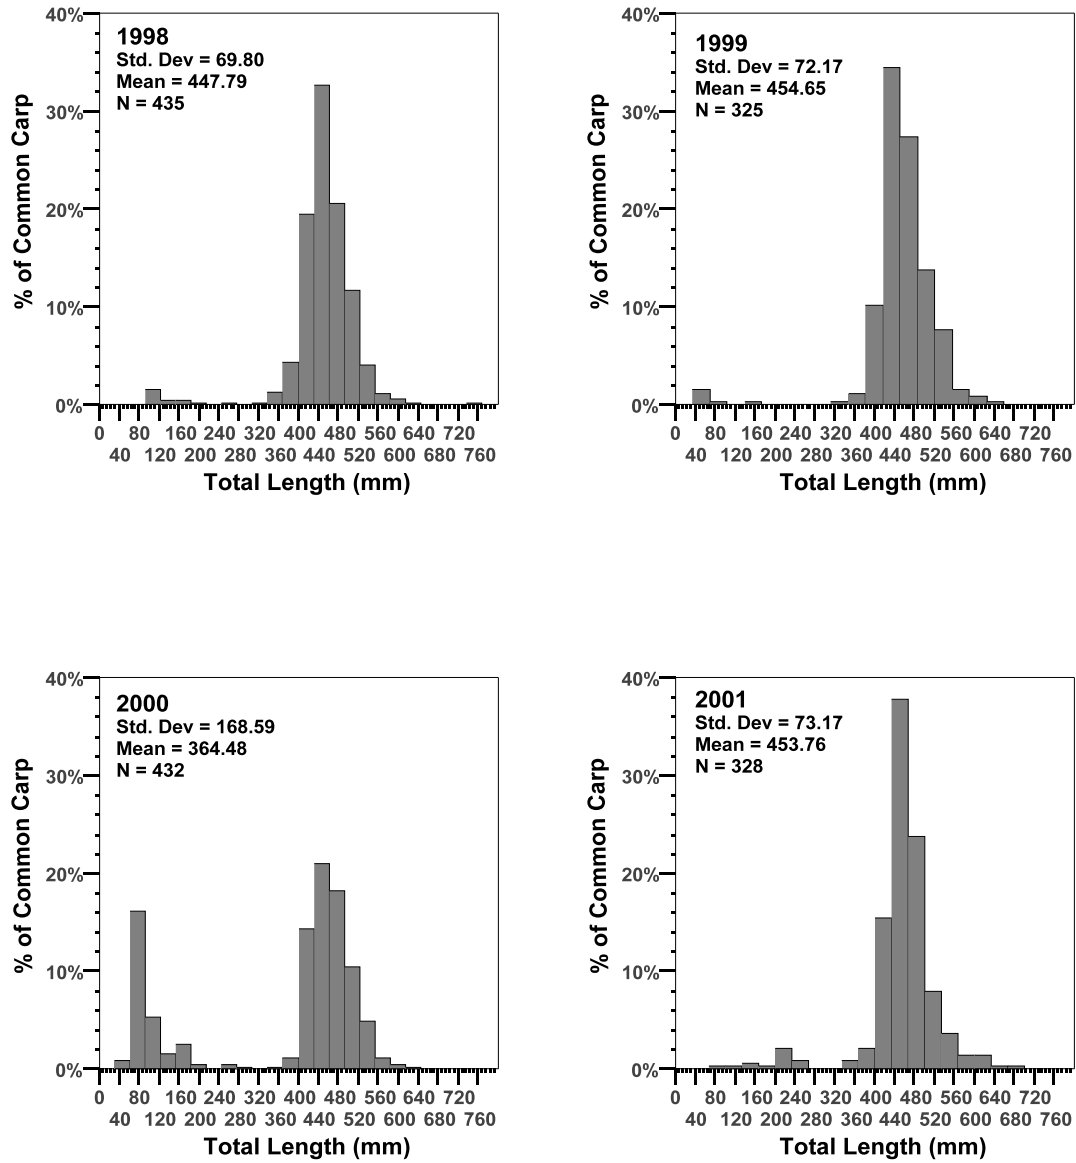 40%
30%
20%
10%
0%
% of Common Carp
1998
Std. Dev = 69.80
Mean = 447.79
N = 435
0 80 160 240 320 400 480 560 640 720
40 120 200 280 360 440 520 600 680 760
Total Length (mm)
40%
30%
20%
10%
0%
% of Common Carp
1999
Std. Dev = 72.17
Mean = 454.65
N = 325
0 80 160 240 320 400 480 560 640 720
40 120 200 280 360 440 520 600 680 760
Total Length (mm)
40%
30%
20%
10%
0%
% of Common Carp
2000
Std. Dev = 168.59
Mean = 364.48
N = 432
0 80 160 240 320 400 480 560 640 720
40 120 200 280 360 440 520 600 680 760
Total Length (mm)
40%
30%
20%
10%
0%
% of Common Carp
2001
Std. Dev = 73.17
Mean = 453.76
N = 328
0 80 160 240 320 400 480 560 640 720
40 120 200 280 360 440 520 600 680 760
Total Length (mm)